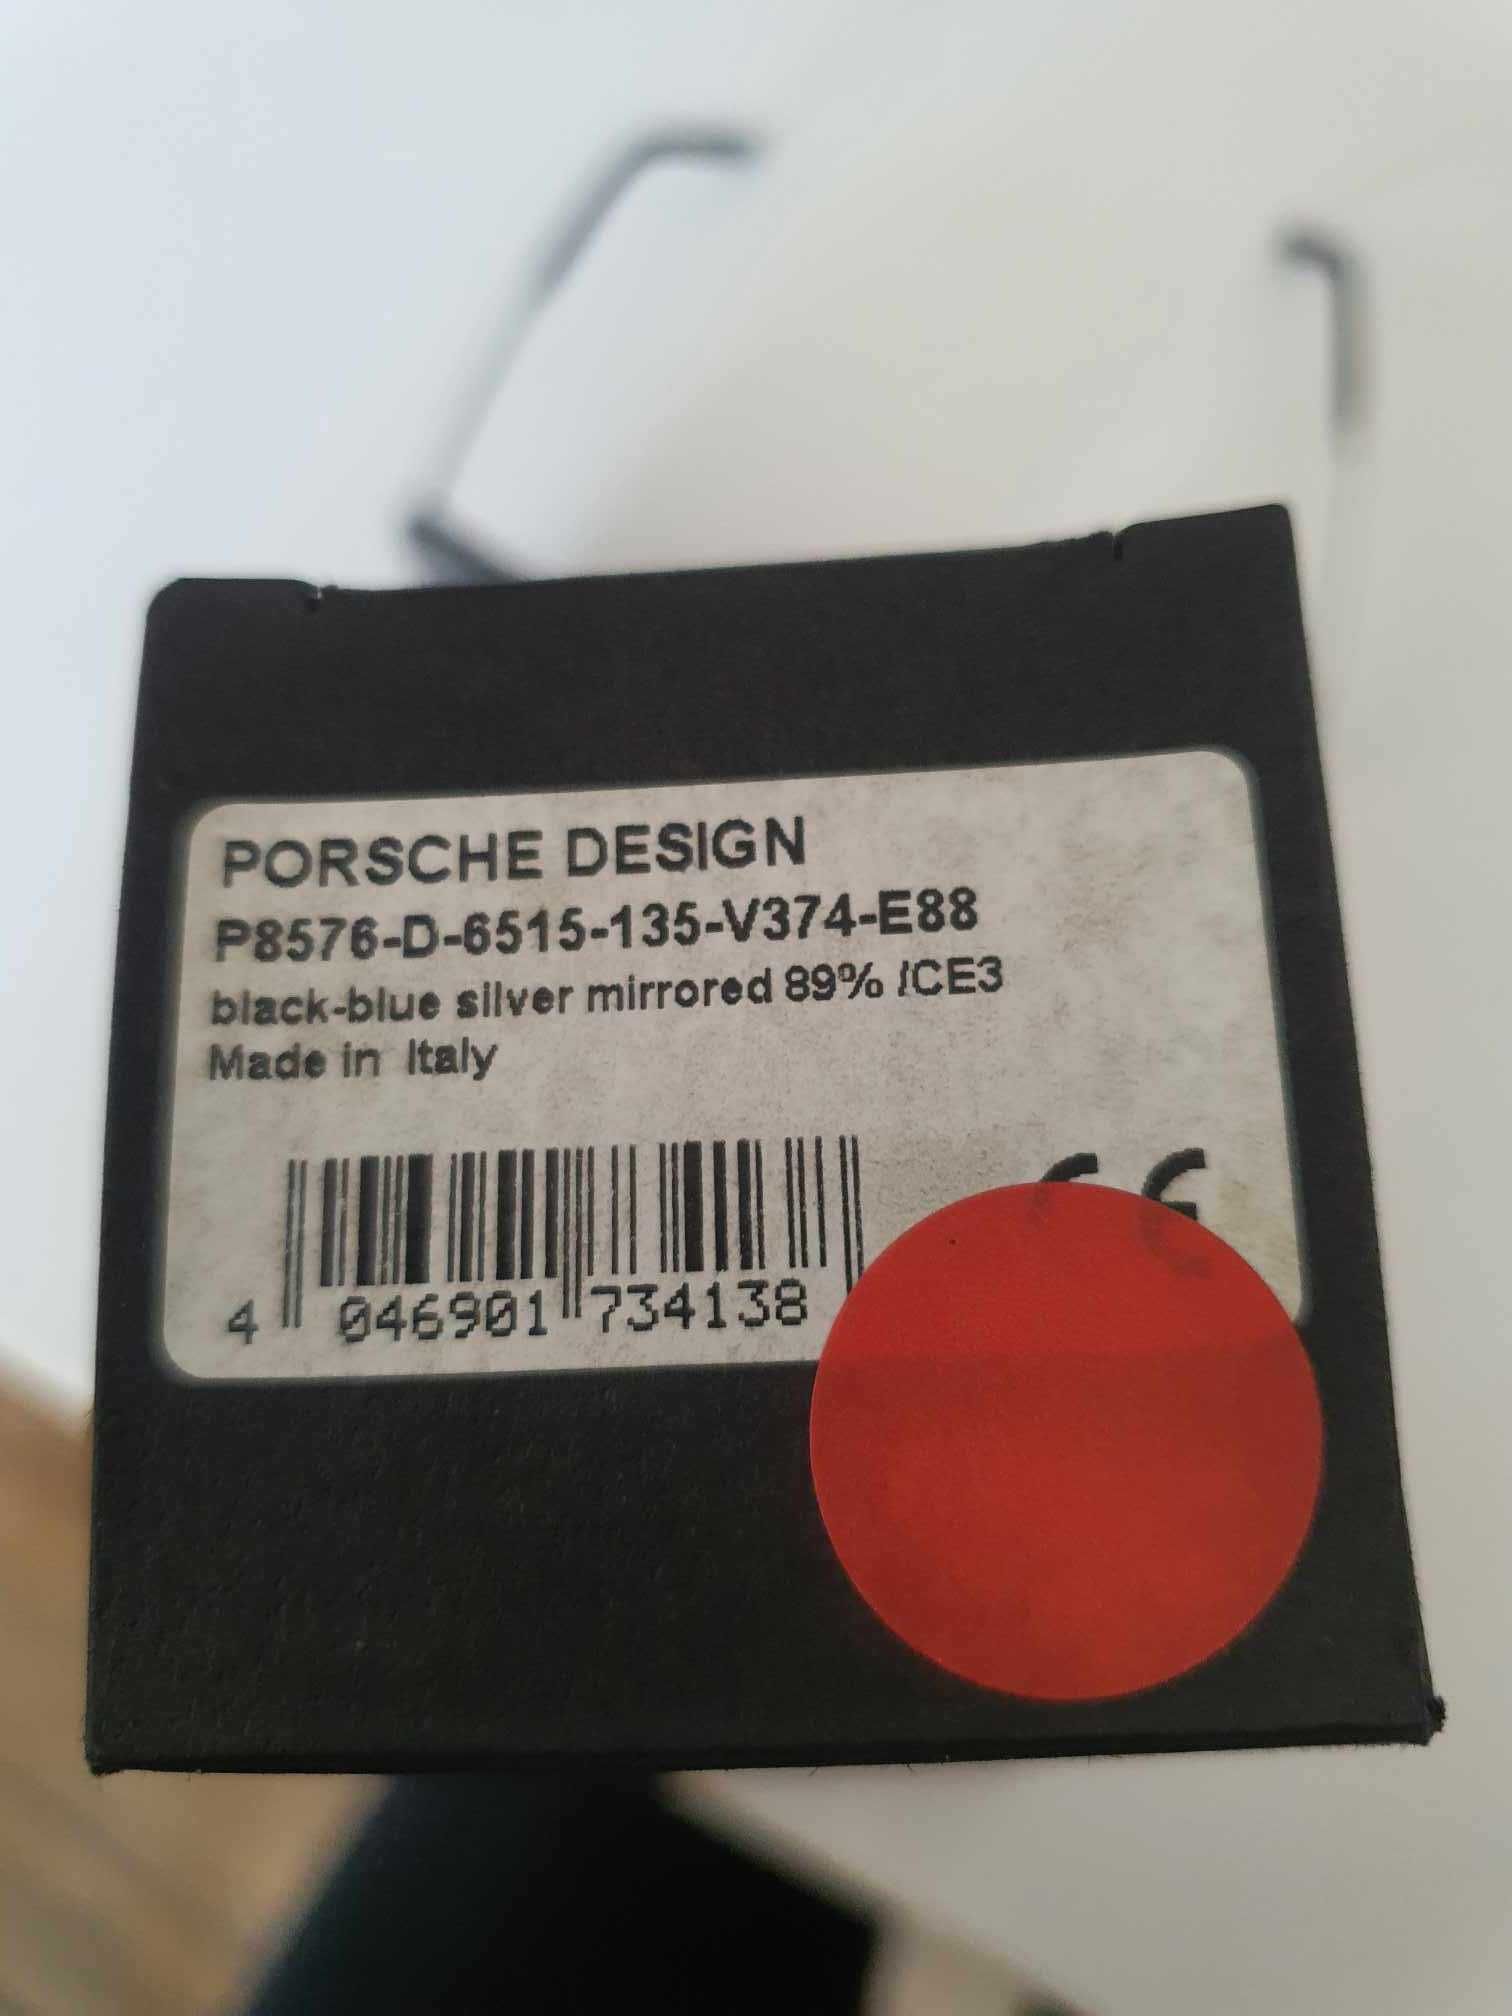 PORSCHE DESIGN
P8576-D-6515-135-V374-E88
black-blue silver mirrored 89% /CE3
Made in Italy
CE
4 046901 734138